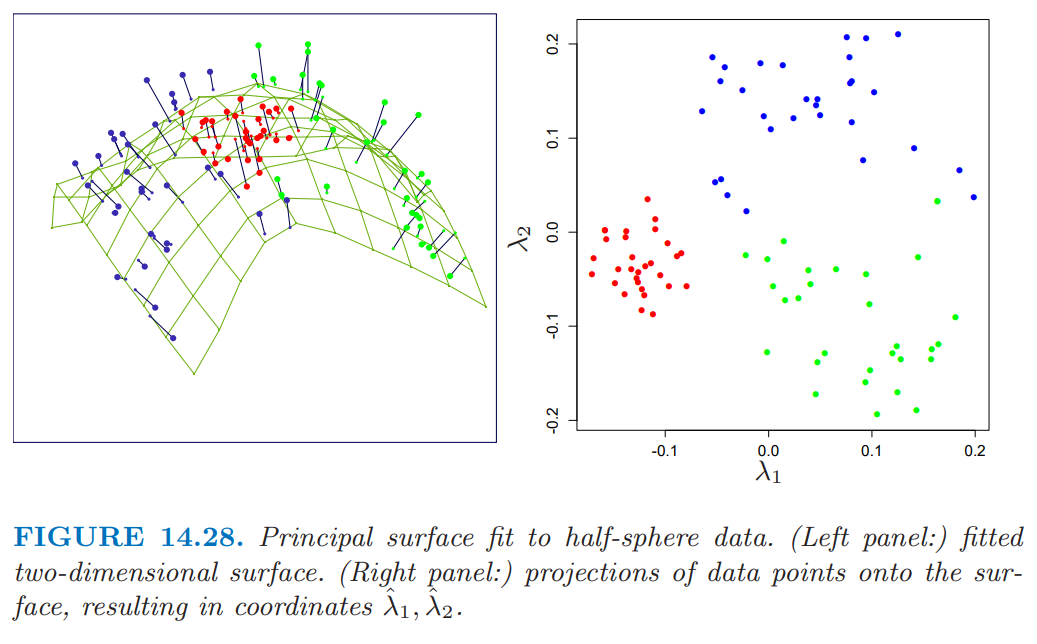 0.2
0.1
0.0
-0.1
-0.2
λ2
-0.1 0.0 0.1 0.2
λ1
FIGURE 14.28. Principal surface fit to half-sphere data. (Left panel:) fitted
two-dimensional surface. (Right panel:) projections of data points onto the sur-
face, resulting in coordinates λ̂1, λ̂2.